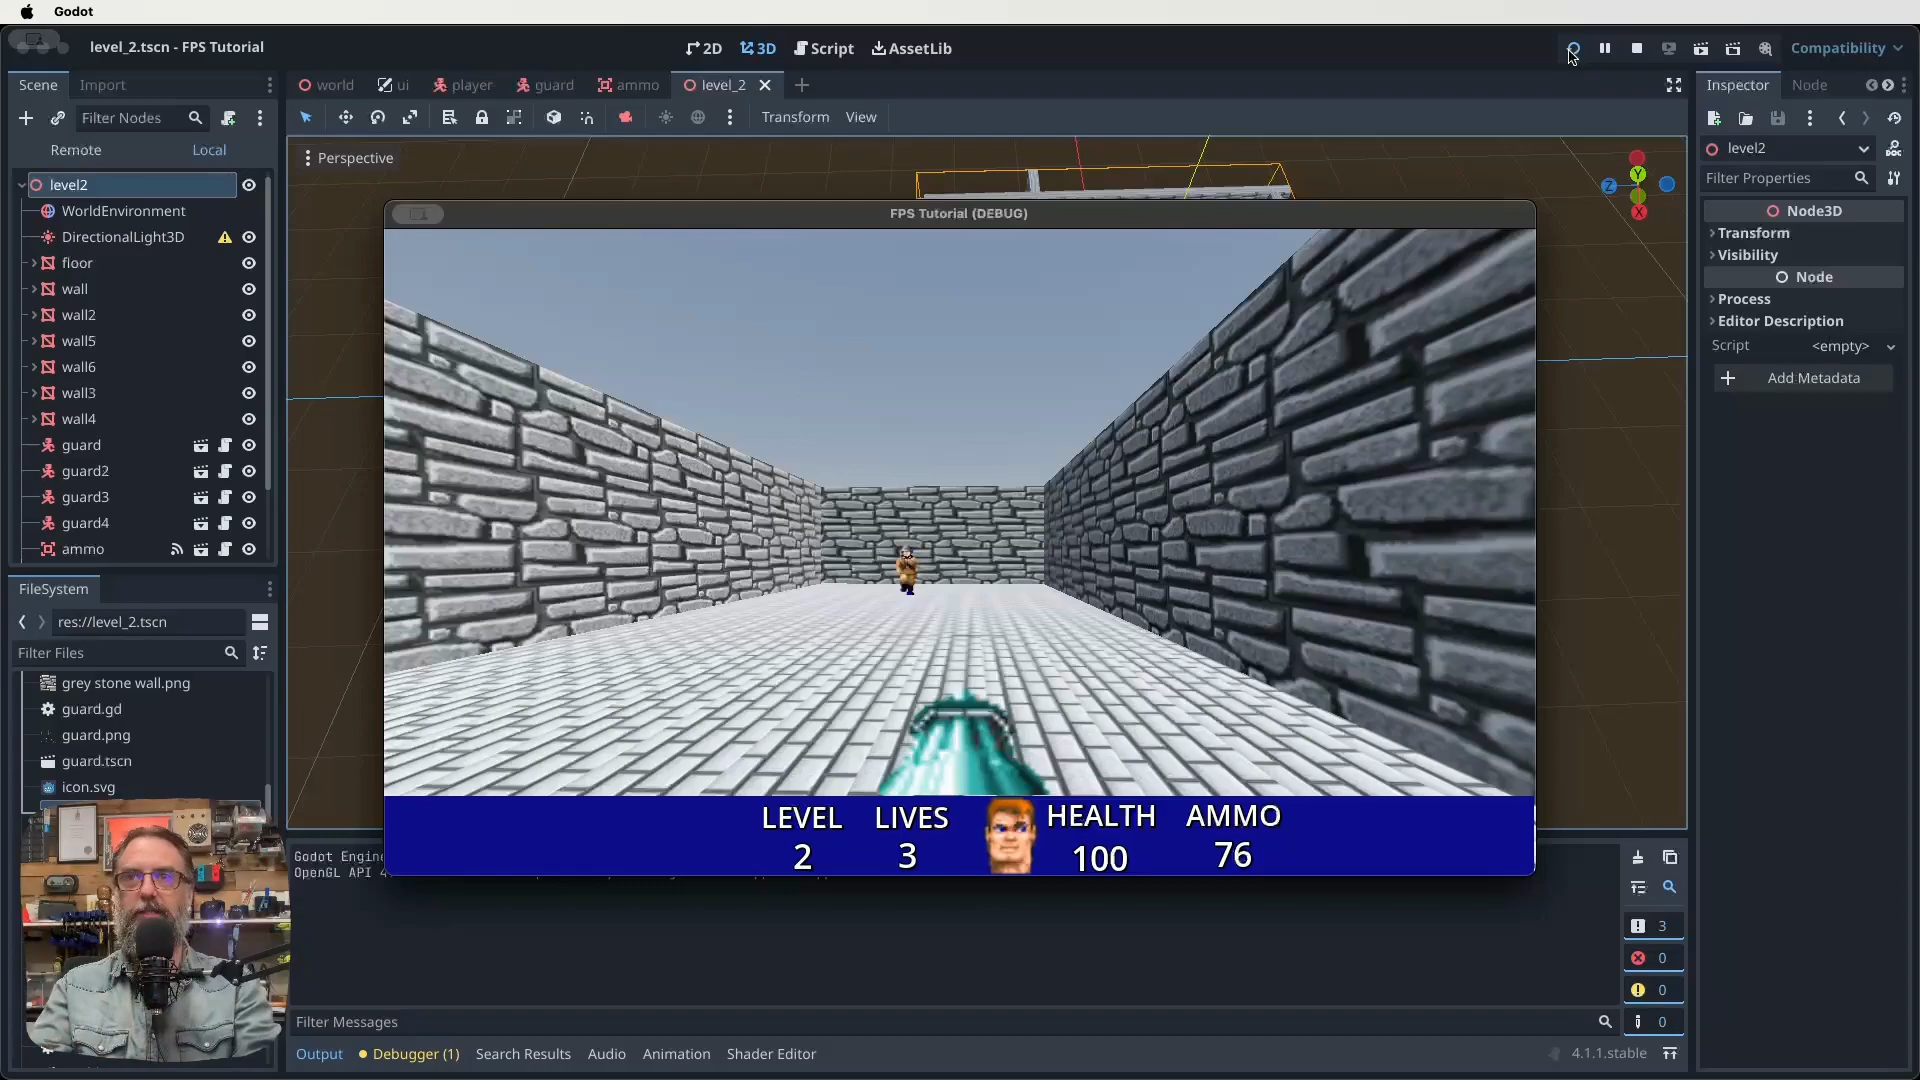 Godot
level_2.tscn - FPS Tutorial
2D
3D
Script
AssetLib
Compatibility
Scene
Import
world
ui
player
guard
ammo
level_2
Inspector
Node
Filter Nodes
Transform
View
Remote
Local
Perspective
level2
Filter Properties
level2
WorldEnvironment
DirectionalLight3D
floor
wall
wall2
wall5
wall6
wall3
wall4
guard
guard2
guard3
guard4
ammo
Y
Z
X
Node3D
Transform
Visibility
Node
Process
Editor Description
Script
<empty>
Add Metadata
FPS Tutorial (DEBUG)
LEVEL
LIVES
HEALTH
AMMO
2
3
100
76
FileSystem
res://level_2.tscn
Filter Files
grey stone wall.png
guard.gd
guard.png
guard.tscn
icon.svg
Godot Engine
OpenGL API 4.
3
0
0
0
Filter Messages
Output
Debugger (1)
Search Results
Audio
Animation
Shader Editor
4.1.1.stable